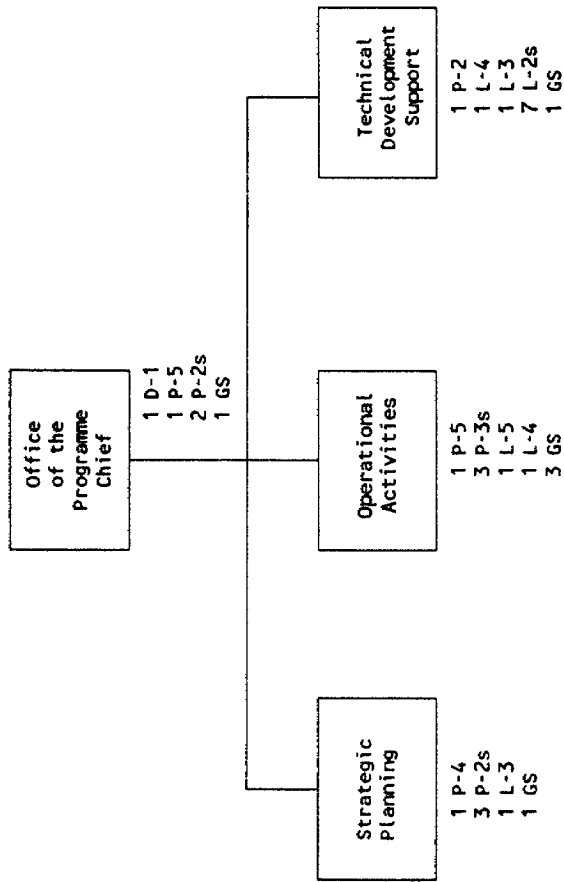 Office
of the
Programme
Chief
1 D-1
1 P-5
2 P-2s
1 GS
Strategic
Planning
1 P-4
3 P-2s
1 L-3
1 GS
Operational
Activities
1 P-5
3 P-3s
1 L-5
1 L-4
3 GS
Technical
Development
Support
1 P-2
1 L-4
1 L-3
7 L-2s
1 GS